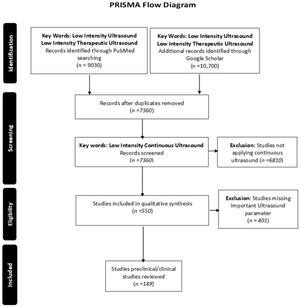 PRISMA Flow Diagram
Identification
Key Words: Low Intensity Ultrasound
Low Intensity Therapeutic Ultrasound
Records identified through PubMed
searching
(n = 9030)
Key Words: Low Intensity Ultrasound
Low Intensity Therapeutic Ultrasound
Additional records identified through
Google Scholar
(n =10,700)
Screening
Records after duplicates removed
(n =7360)
Key words: Low Intensity Continuous Ultrasound
Records screened
(n =7360)
Exclusion: Studies not
applying continuous
ultrasound (n =6810)
Eligibility
Studies included in qualitative synthesis
(n =550)
Exclusion: Studies missing
Important Ultrasound
parameter
(n = 401)
Included
Studies preclinical/clinical
studies reviewed
(n =149)